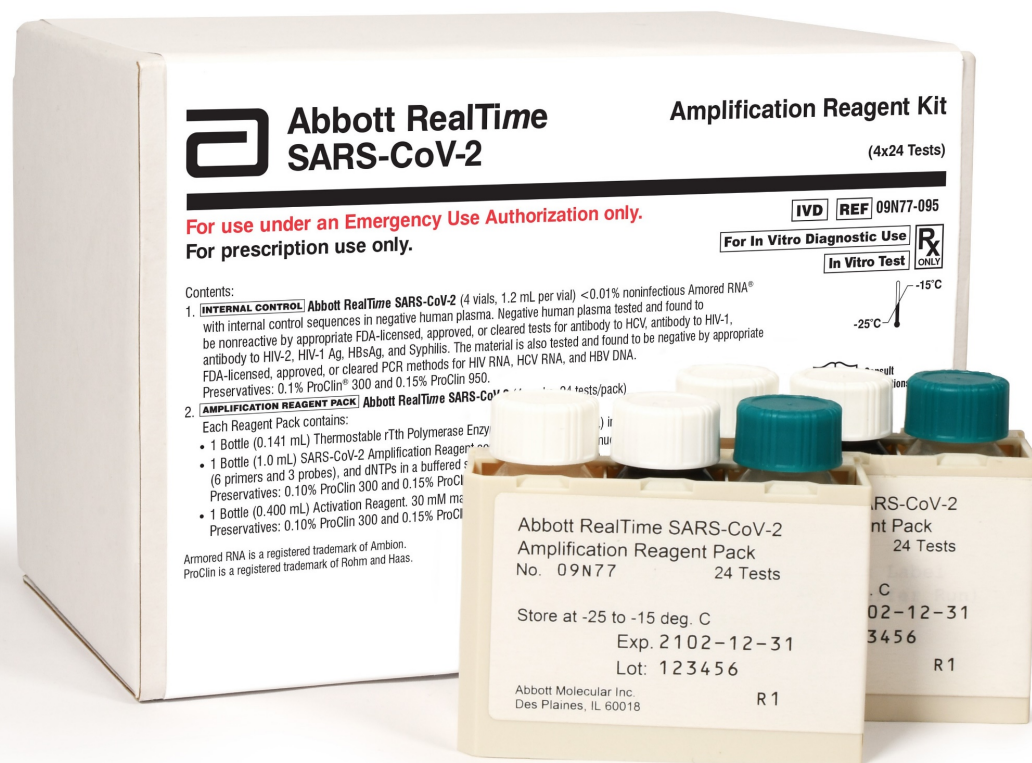 Abbott RealTime
SARS-CoV-2
Amplification Reagent Kit
(4x24 Tests)
For use under an Emergency Use Authorization only.
For prescription use only.
IVD REF 09N77-095
For In Vitro Diagnostic Use
In Vitro Test
Rx
ONLY
-15°C
-25°C
Contents:
1. INTERNAL CONTROL Abbott RealTime SARS-CoV-2 (4 vials, 1.2 mL per vial) <0.01% noninfectious Amored RNA®
with internal control sequences in negative human plasma. Negative human plasma tested and found to
be nonreactive by appropriate FDA-licensed, approved, or cleared tests for antibody to HCV, antibody to HIV-1,
antibody to HIV-2, HIV-1 Ag, HBsAg, and Syphilis. The material is also tested and found to be negative by appropriate
FDA-licensed, approved, or cleared PCR methods for HIV RNA, HCV RNA, and HBV DNA.
Preservatives: 0.1% ProClin® 300 and 0.15% ProClin 950.
2. AMPLIFICATION REAGENT PACK Abbott RealTime SARS-CoV tests/pack)
Each Reagent Pack contains:
• 1 Bottle (0.141 mL) Thermostable rTth Polymerase
• 1 Bottle (1.0 mL) SARS-CoV-2 Amplification Reagent
(6 primers and 3 probes), and dNTPs in a buffered
Preservatives: 0.10% ProClin 300 and 0.15%
• 1 Bottle (0.400 mL) Activation Reagent. 30 mM
Preservatives: 0.10% ProClin 300 and 0.15%
Armored RNA is a registered trademark of Ambion.
ProClin is a registered trademark of Rohm and Haas.
Abbott RealTime SARS-CoV-2
Amplification Reagent Pack
No. 09N77 24 Tests
Store at -25 to -15 deg. C
Exp. 2102-12-31
Lot: 123456
Abbott Molecular Inc.
Des Plaines, IL 60018
R1
RS-CoV-2
nt Pack
24 Tests
. C
02-12-31
3456
R1